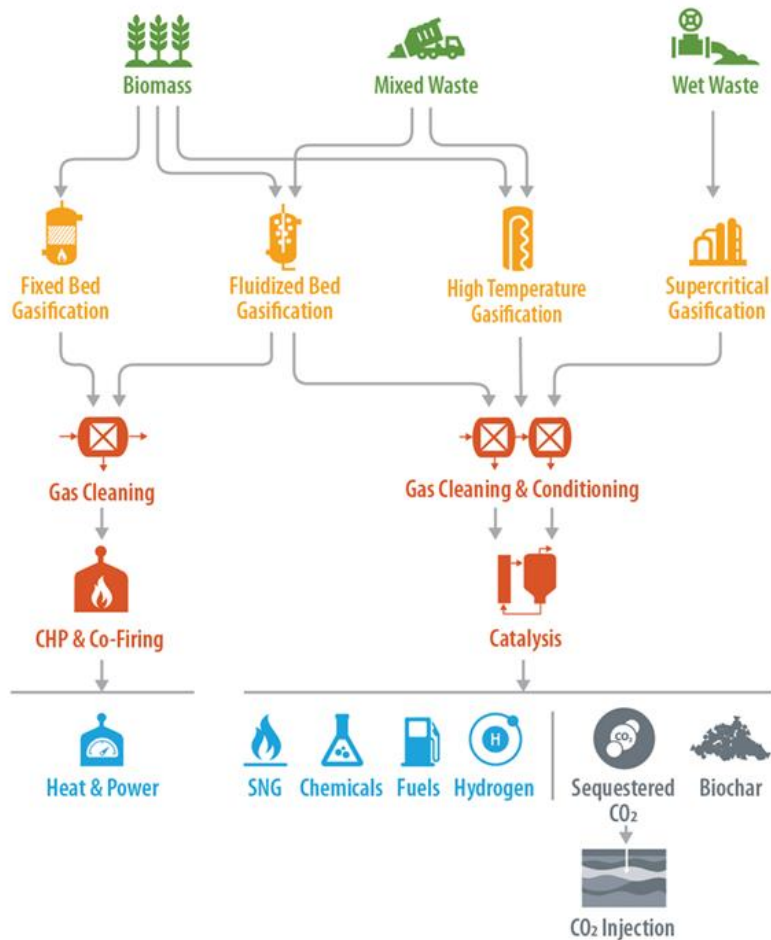 Biomass
Mixed Waste
Wet Waste
Fixed Bed
Gasification
Fluidized Bed
Gasification
High Temperature
Gasification
Supercritical
Gasification
Gas Cleaning
Gas Cleaning & Conditioning
CHP & Co-Firing
Catalysis
Heat & Power
SNG
Chemicals
Fuels
H
Hydrogen
CO₂
Sequestered
CO₂
Biochar
CO₂ Injection